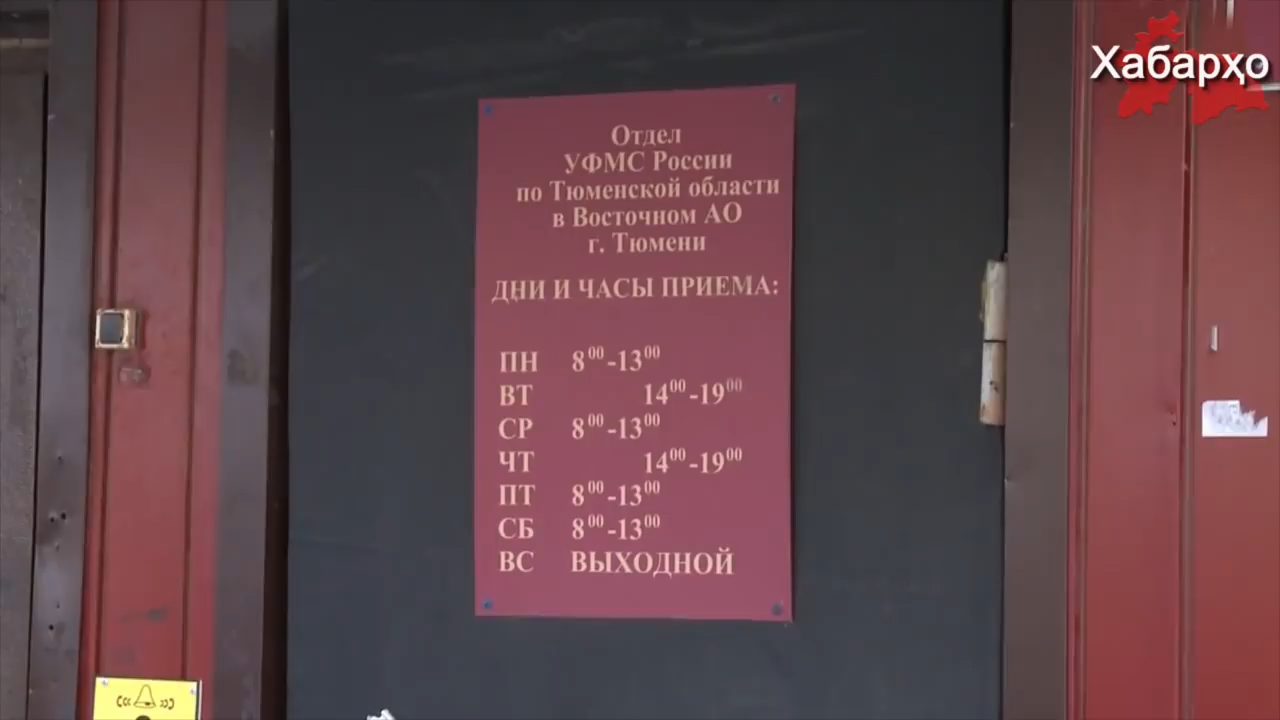 Хабарҳо
Отдел
УФМС России
по Тюменской области
в Восточном АО
г. Тюмени
ДНИ И ЧАСЫ ПРИЕМА:
ПН 8⁰⁰-13⁰⁰
ВТ 14⁰⁰-19⁰⁰
СР 8⁰⁰-13⁰⁰
ЧТ 14⁰⁰-19⁰⁰
ПТ 8⁰⁰-13⁰⁰
СБ 8⁰⁰-13⁰⁰
ВС ВЫХОДНОЙ